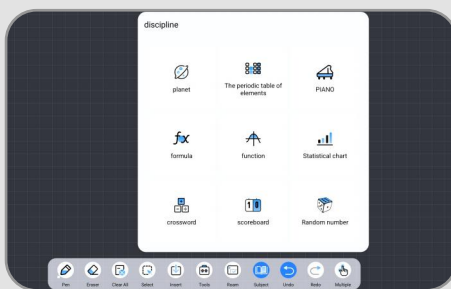 discipline
planet
The periodic table of
elements
PIANO
formula
function
Statistical chart
crossword
scoreboard
Random number
Pen
Eraser
Clear All
Select
Insert
Tools
Roam
Subject
Undo
Redo
Multiple